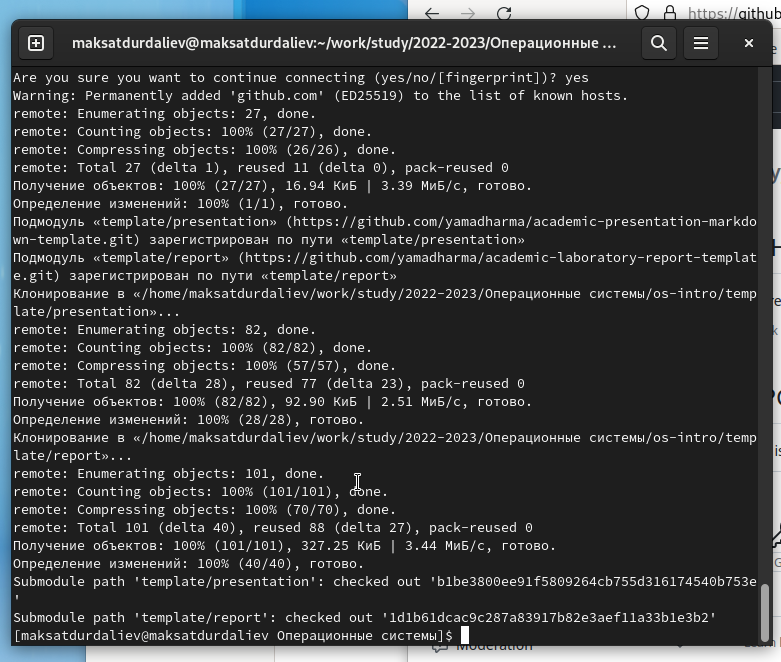 https://github
maksatdurdaliev@maksatdurdaliev:~/work/study/2022-2023/Операционные ...
Are you sure you want to continue connecting (yes/no/[fingerprint])? yes
Warning: Permanently added 'github.com' (ED25519) to the list of known hosts.
remote: Enumerating objects: 27, done.
remote: Counting objects: 100% (27/27), done.
remote: Compressing objects: 100% (26/26), done.
remote: Total 27 (delta 1), reused 11 (delta 0), pack-reused 0
Получение объектов: 100% (27/27), 16.94 КиБ | 3.39 МиБ/с, готово.
Определение изменений: 100% (1/1), готово.
Подмодуль «template/presentation» (https://github.com/yamadharma/academic-presentation-markdo
wn-template.git) зарегистрирован по пути «template/presentation»
Подмодуль «template/report» (https://github.com/yamadharma/academic-laboratory-report-templat
e.git) зарегистрирован по пути «template/report»
Клонирование в «/home/maksatdurdaliev/work/study/2022-2023/Операционные системы/os-intro/temp
late/presentation»...
remote: Enumerating objects: 82, done.
remote: Counting objects: 100% (82/82), done.
remote: Compressing objects: 100% (57/57), done.
remote: Total 82 (delta 28), reused 77 (delta 23), pack-reused 0
Получение объектов: 100% (82/82), 92.90 КиБ | 2.51 МиБ/с, готово.
Определение изменений: 100% (28/28), готово.
Клонирование в «/home/maksatdurdaliev/work/study/2022-2023/Операционные системы/os-intro/temp
late/report»...
remote: Enumerating objects: 101, done.
remote: Counting objects: 100% (101/101), done.
remote: Compressing objects: 100% (70/70), done.
remote: Total 101 (delta 40), reused 88 (delta 27), pack-reused 0
Получение объектов: 100% (101/101), 327.25 КиБ | 3.44 МиБ/с, готово.
Определение изменений: 100% (40/40), готово.
Submodule path 'template/presentation': checked out 'b1be3800ee91f5809264cb755d316174540b753e
'
Submodule path 'template/report': checked out '1d1b61dcac9c287a83917b82e3aef11a33b1e3b2'
[maksatdurdaliev@maksatdurdaliev Операционные системы]$
Moderation